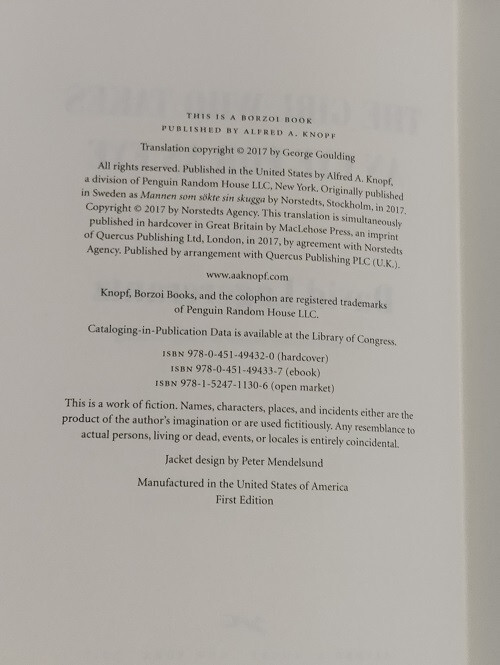 THIS IS A BORZOI BOOK
PUBLISHED BY ALFRED A. KNOPF
Translation copyright © 2017 by George Goulding
All rights reserved. Published in the United States by Alfred A. Knopf,
a division of Penguin Random House LLC, New York. Originally published
in Sweden as Mannen som sökte sin skugga by Norstedts, Stockholm, in 2017.
Copyright © 2017 by Norstedts Agency. This translation is simultaneously
published in hardcover in Great Britain by MacLehose Press, an imprint
of Quercus Publishing Ltd, London, in 2017, by agreement with Norstedts
Agency. Published by arrangement with Quercus Publishing PLC (U.K.).
www.aaknopf.com
Knopf, Borzoi Books, and the colophon are registered trademarks
of Penguin Random House LLC.
Cataloging-in-Publication Data is available at the Library of Congress.
ISBN 978-0-451-49432-0 (hardcover)
ISBN 978-0-451-49433-7 (ebook)
ISBN 978-1-5247-1130-6 (open market)
This is a work of fiction. Names, characters, places, and incidents either are the
product of the author's imagination or are used fictitiously. Any resemblance to
actual persons, living or dead, events, or locales is entirely coincidental.
Jacket design by Peter Mendelsund
Manufactured in the United States of America
First Edition